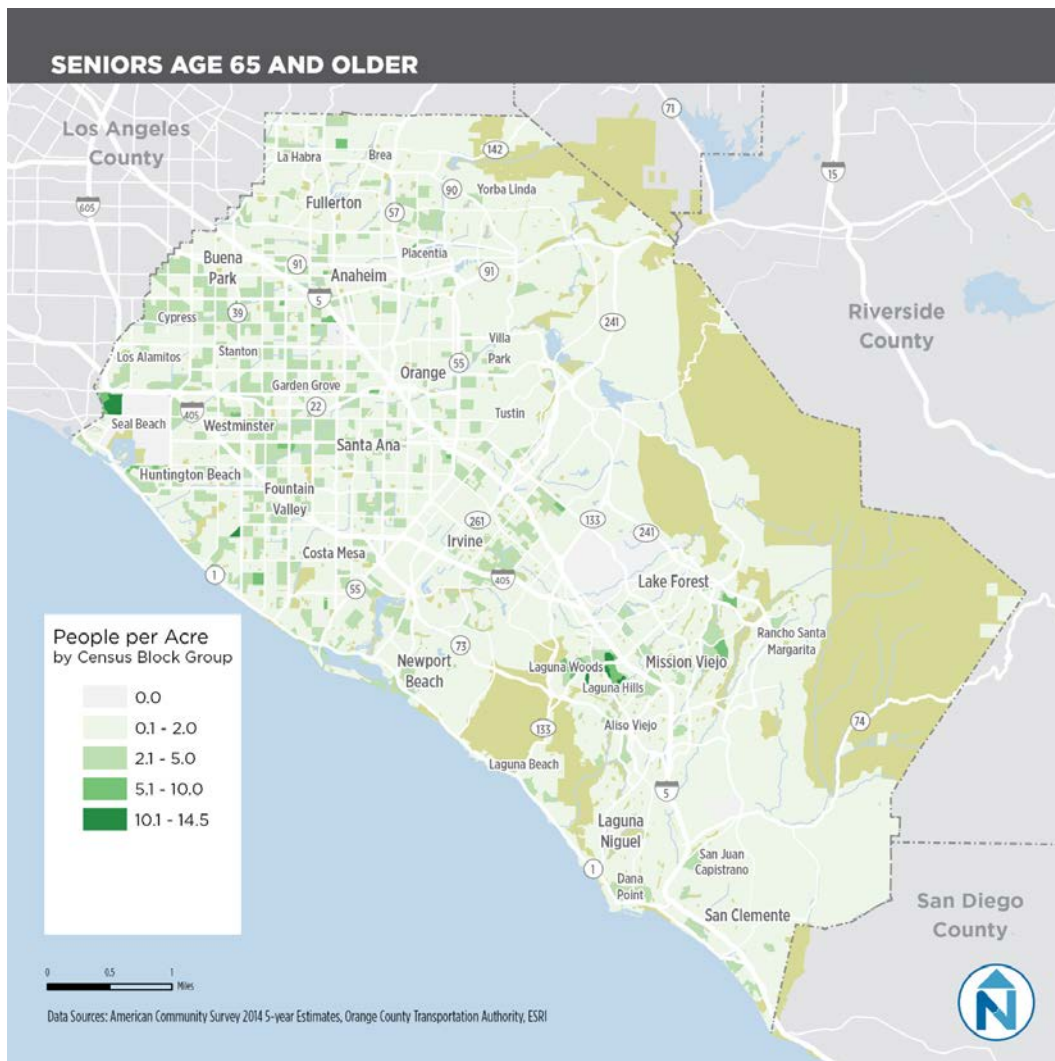 SENIORS AGE 65 AND OLDER
Los Angeles
County
71
142
15
La Habra
Brea
605
90
Yorba Linda
Fullerton
57
Buena
Park
Placentia
91
Anaheim
91
5
39
Riverside
County
Cypress
241
Villa
Park
Los Alamitos
Stanton
55
Orange
Garden Grove
22
405
Tustin
Seal Beach
Westminster
Santa Ana
Huntington Beach
Fountain
Valley
261
133
241
Irvine
Costa Mesa
1
405
Lake Forest
55
Rancho Santa
Margarita
73
Newport
Beach
Laguna Woods
Mission Viejo
Laguna Hills
74
133
Aliso Viejo
Laguna Beach
5
Laguna
Niguel
San Juan
Capistrano
1
Dana
Point
San Clemente
San Diego
County
People per Acre
by Census Block Group
0.0
0.1 - 2.0
2.1 - 5.0
5.1 - 10.0
10.1 - 14.5
0 0.5 1
Miles
Data Sources: American Community Survey 2014 5-year Estimates, Orange County Transportation Authority, ESRI
N